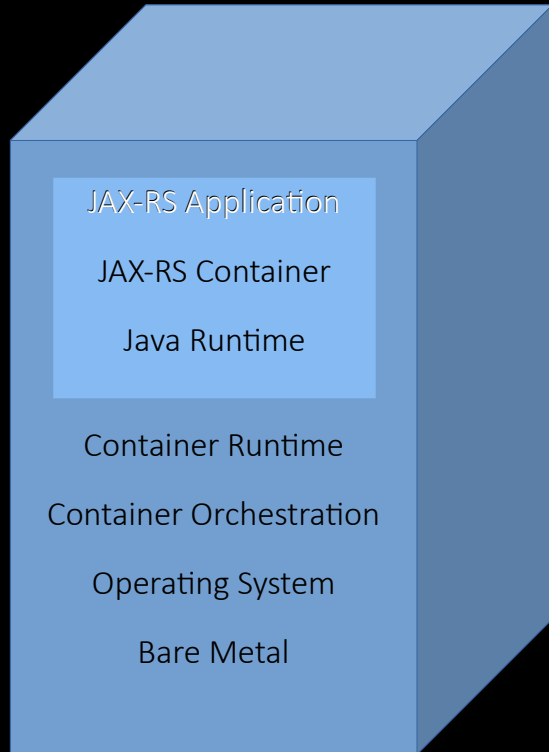 JAX-RS Application
JAX-RS Container
Java Runtime
Container Runtime
Container Orchestration
Operating System
Bare Metal